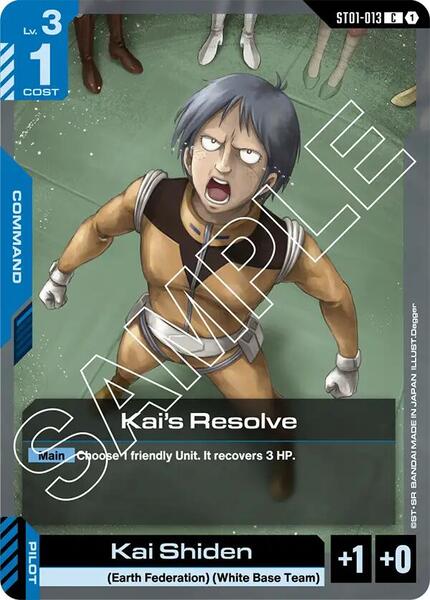 Lv. 3
ST01-013 C 1
1
COST
COMMAND
SAMPLE
Kai's Resolve
Main Choose 1 friendly Unit. It recovers 3 HP.
©ST・SR BANDAI MADE IN JAPAN ILLUST.Dagger
PILOT
Kai Shiden
+1 +0
(Earth Federation) (White Base Team)